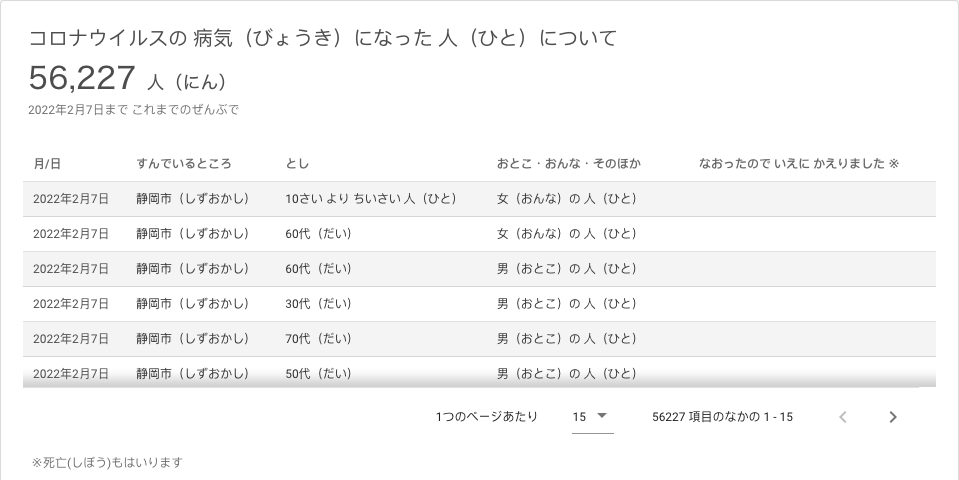 コロナウイルスの 病気（びょうき）になった 人（ひと）について
56,227 人（にん）
2022年2月7日まで これまでのぜんぶで
月/日 すんでいるところ とし おとこ・おんな・そのほか なおったので いえに かえりました ※
2022年2月7日 静岡市（しずおかし） 10さい より ちいさい 人（ひと） 女（おんな）の 人（ひと）
2022年2月7日 静岡市（しずおかし） 60代（だい） 女（おんな）の 人（ひと）
2022年2月7日 静岡市（しずおかし） 60代（だい） 男（おとこ）の 人（ひと）
2022年2月7日 静岡市（しずおかし） 30代（だい） 男（おとこ）の 人（ひと）
2022年2月7日 静岡市（しずおかし） 70代（だい） 男（おとこ）の 人（ひと）
2022年2月7日 静岡市（しずおかし） 50代（だい） 男（おとこ）の 人（ひと）
1つのページあたり 15 56227 項目のなかの 1 - 15
※死亡(しぼう)もはいります